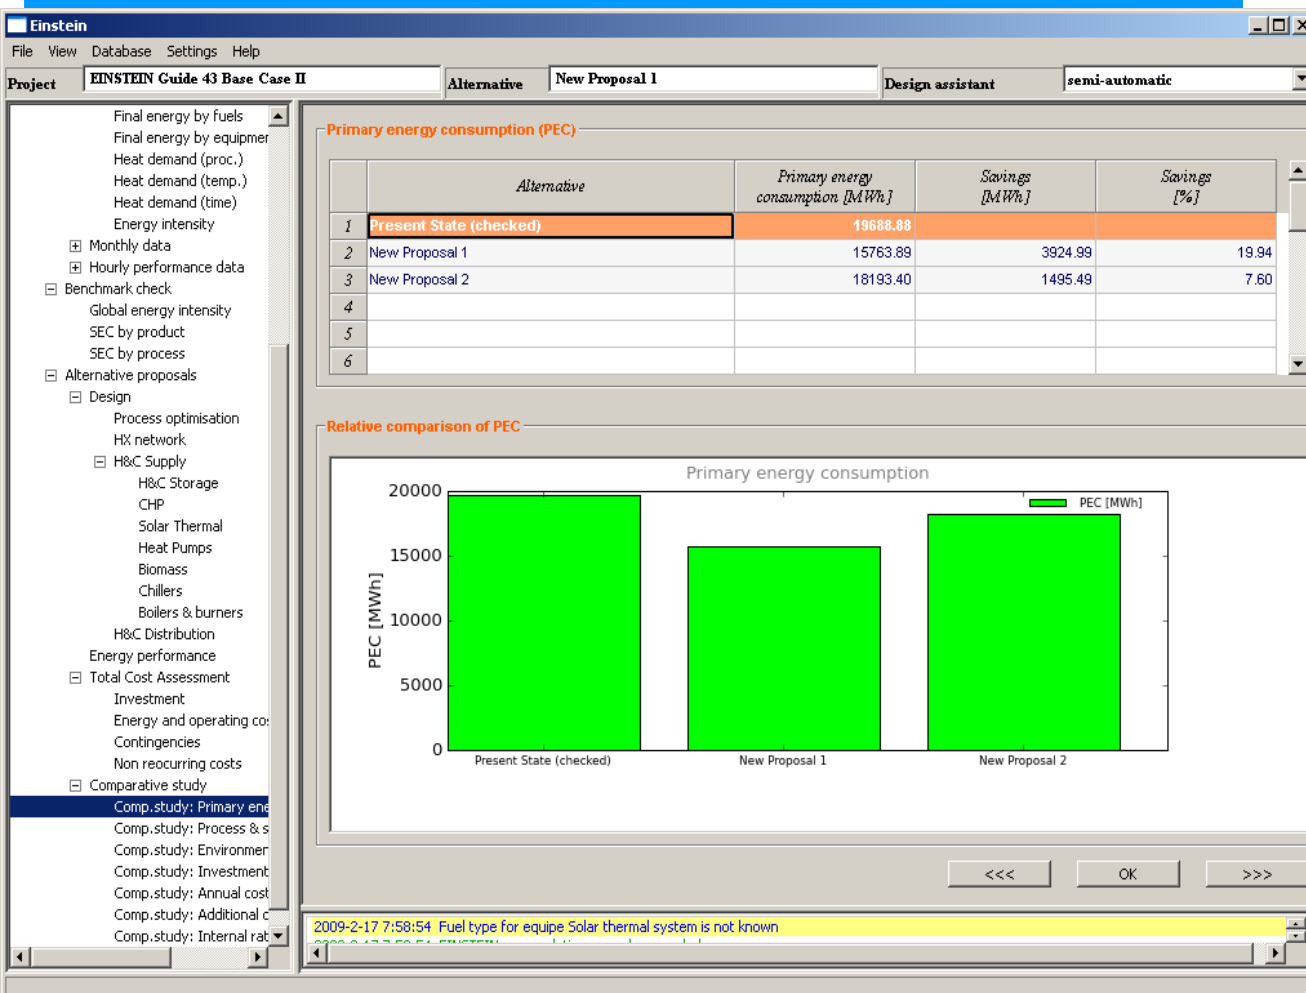 Einstein
File View Database Settings Help
Project EINSTEIN Guide 43 Base Case II Alternative New Proposal 1 Design assistant semi-automatic
Final energy by fuels
Final energy by equipmer
Heat demand (proc.)
Heat demand (temp.)
Heat demand (time)
Energy intensity
Monthly data
Hourly performance data
Benchmark check
Global energy intensity
SEC by product
SEC by process
Alternative proposals
Design
Process optimisation
HX network
H&C Supply
H&C Storage
CHP
Solar Thermal
Heat Pumps
Biomass
Chillers
Boilers & burners
H&C Distribution
Energy performance
Total Cost Assessment
Investment
Energy and operating cos
Contingencies
Non reocurring costs
Comparative study
Comp.study: Primary ene
Comp.study: Process & s
Comp.study: Environmer
Comp.study: Investment
Comp.study: Annual cost
Comp.study: Additional c
Comp.study: Internal rat
Primary energy consumption (PEC)
Alternative Primary energy consumption [MWh] Savings [MWh] Savings [%]
1 Present State (checked) 19688.88
2 New Proposal 1 15763.89 3924.99 19.94
3 New Proposal 2 18193.40 1495.49 7.60
4
5
6
Relative comparison of PEC
Primary energy consumption
PEC [MWh]
20000
15000
10000
5000
0
PEC [MWh]
Present State (checked) New Proposal 1 New Proposal 2
<<< OK >>>
2009-2-17 7:58:54 Fuel type for equipe Solar thermal system is not known